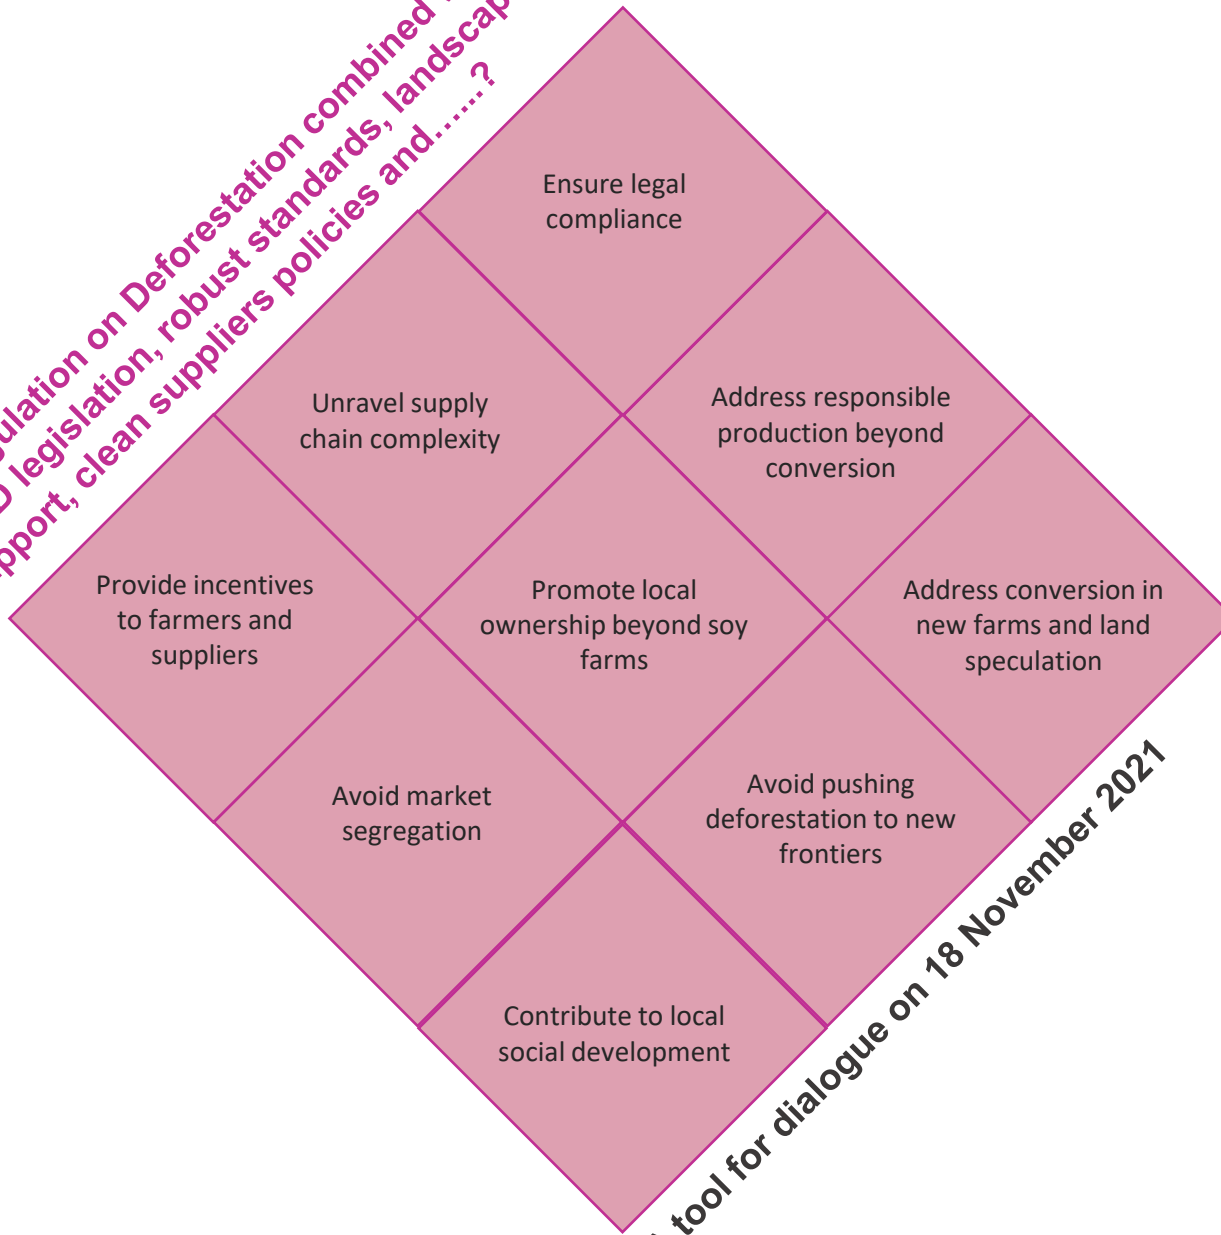 on Deforestation combined
legislation, robust standards,
clean suppliers policies and......?
Ensure legal
compliance
Unravel supply
chain complexity
Address responsible
production beyond
conversion
Provide incentives
to farmers and
suppliers
Promote local
ownership beyond soy
farms
Address conversion in
new farms and land
speculation
Avoid market
segregation
Avoid pushing
deforestation to new
frontiers
Contribute to local
social development
tool for dialogue on 18 November 2021